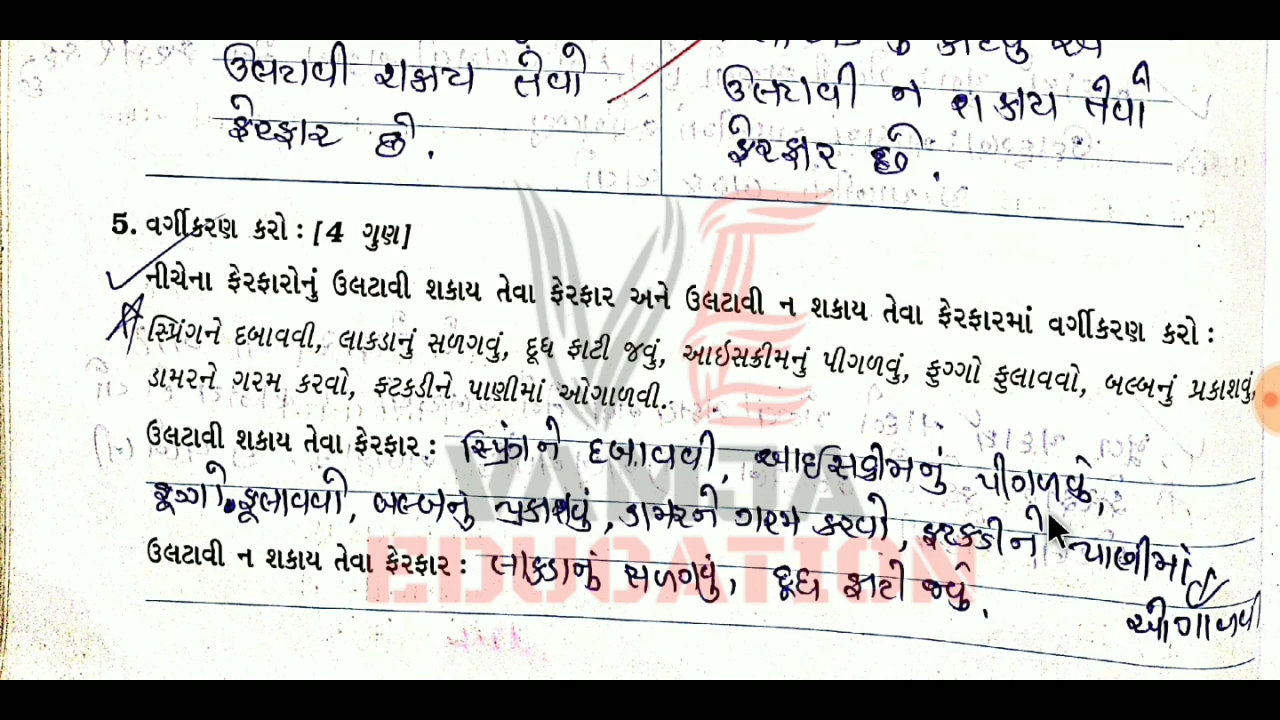 ઉલટાવી શકાય તેવો
ફેરફાર છે.
ઉલટાવી ન શકાય તેવો
ફેરફાર છે.
5. વર્ગીકરણ કરો : [4 ગુણ]
નીચેના ફેરફારોનું ઉલટાવી શકાય તેવા ફેરફાર અને ઉલટાવી ન શકાય તેવા ફેરફારમાં વર્ગીકરણ કરો :
સ્પ્રિંગને દબાવવી, લાકડાનું સળગવું, દૂધ ફાટી જવું, આઇસક્રીમનું પીગળવું, ફુગ્ગો ફુલાવવો, બલ્બનું પ્રકાશવું,
ડામરને ગરમ કરવો, ફટકડીને પાણીમાં ઓગાળવી.
ઉલટાવી શકાય તેવા ફેરફાર : સ્પ્રિંગને દબાવવી, આઇસક્રીમનું પીગળવું,
ફૂગ્ગો ફૂલાવવો, બલ્બનુ પ્રકાશવું, ડામરને ગરમ કરવો, ફટકડીને પાણીમાં
ઓગાળવી
ઉલટાવી ન શકાય તેવા ફેરફાર : લાકડાનું સળગવું, દૂધ ફાટી જવું.
VANITA
EDUCATION